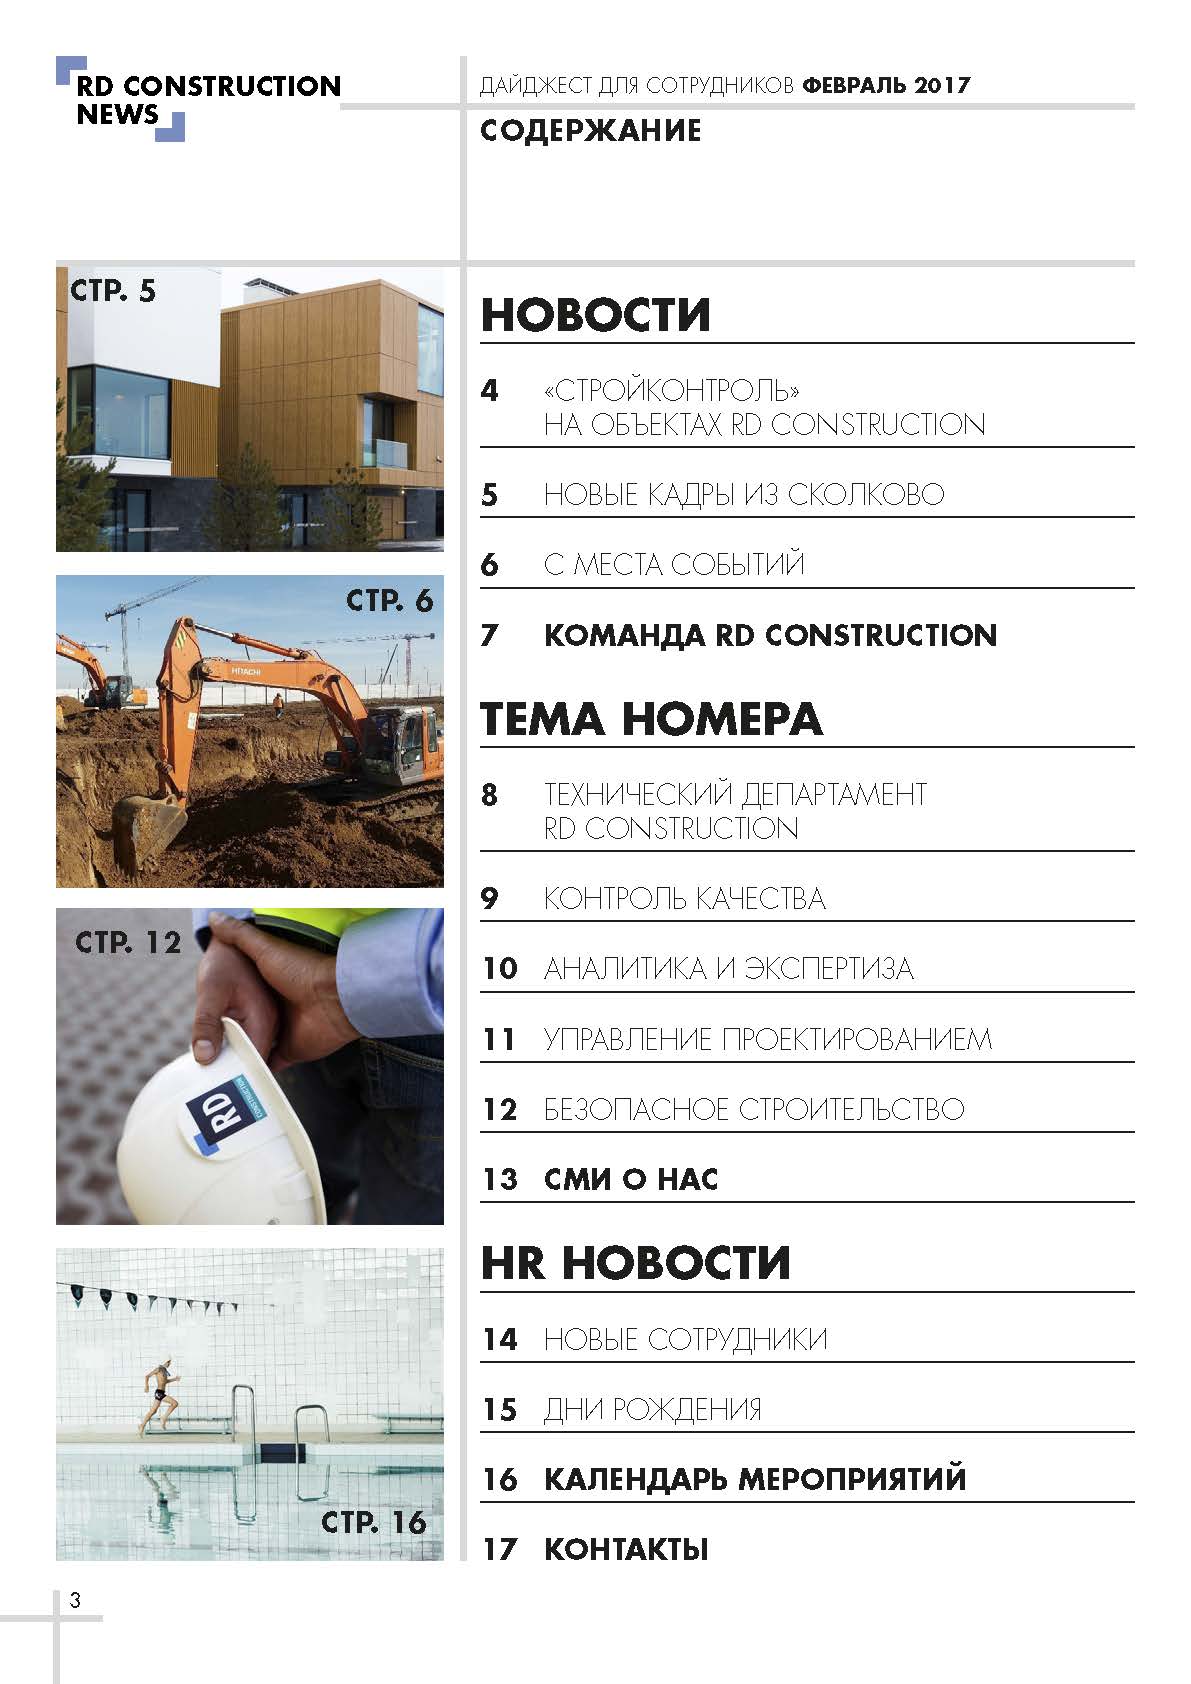 RD CONSTRUCTION
NEWS
ДАЙДЖЕСТ ДЛЯ СОТРУДНИКОВ ФЕВРАЛЬ 2017
СОДЕРЖАНИЕ
СТР. 5
СТР. 6
HITACHI
СТР. 12
RD
CONSTRUCTION
СТР. 16
НОВОСТИ
4 «СТРОЙКОНТРОЛЬ»
НА ОБЪЕКТАХ RD CONSTRUCTION
5 НОВЫЕ КАДРЫ ИЗ СКОЛКОВО
6 С МЕСТА СОБЫТИЙ
7 КОМАНДА RD CONSTRUCTION
ТЕМА НОМЕРА
8 ТЕХНИЧЕСКИЙ ДЕПАРТАМЕНТ
RD CONSTRUCTION
9 КОНТРОЛЬ КАЧЕСТВА
10 АНАЛИТИКА И ЭКСПЕРТИЗА
11 УПРАВЛЕНИЕ ПРОЕКТИРОВАНИЕМ
12 БЕЗОПАСНОЕ СТРОИТЕЛЬСТВО
13 СМИ О НАС
HR НОВОСТИ
14 НОВЫЕ СОТРУДНИКИ
15 ДНИ РОЖДЕНИЯ
16 КАЛЕНДАРЬ МЕРОПРИЯТИЙ
17 КОНТАКТЫ
3